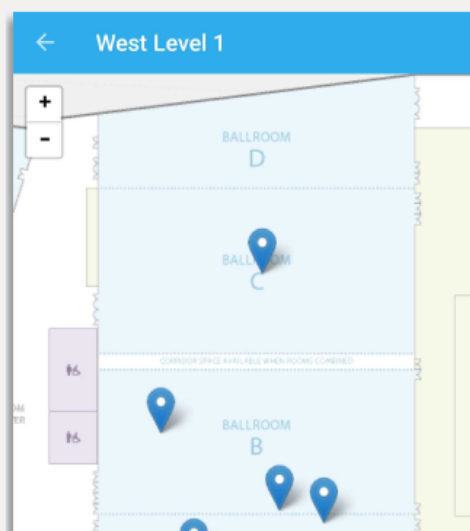 West Level 1
+
-
BALLROOM
D
BALLROOM
C
CORRIDOR SPACE AVAILABLE WHEN ROOMS COMBINED
BALLROOM
B